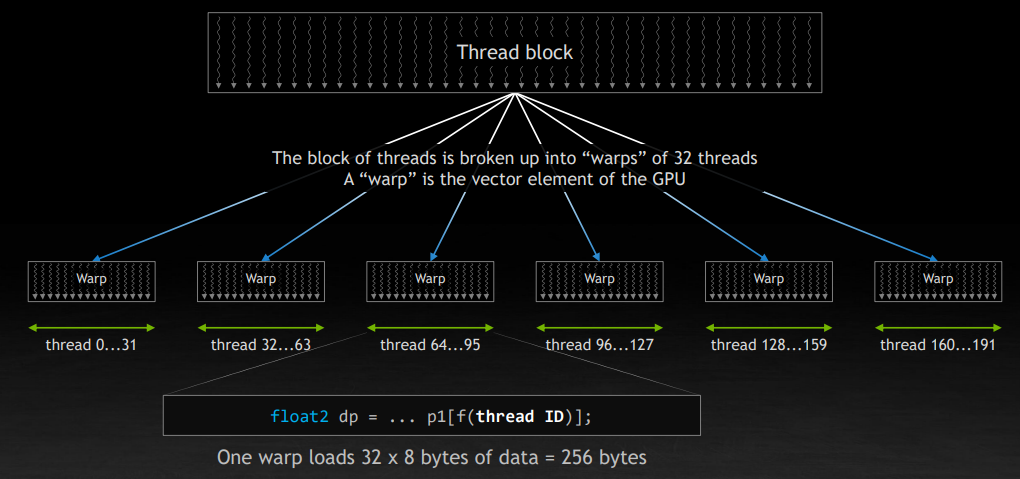 Thread block
The block of threads is broken up into “warps” of 32 threads
A “warp” is the vector element of the GPU
Warp
Warp
Warp
Warp
Warp
Warp
thread 0…31
thread 32…63
thread 64…95
thread 96…127
thread 128…159
thread 160…191
float2 dp = ... p1[f(thread ID)];
One warp loads 32 x 8 bytes of data = 256 bytes